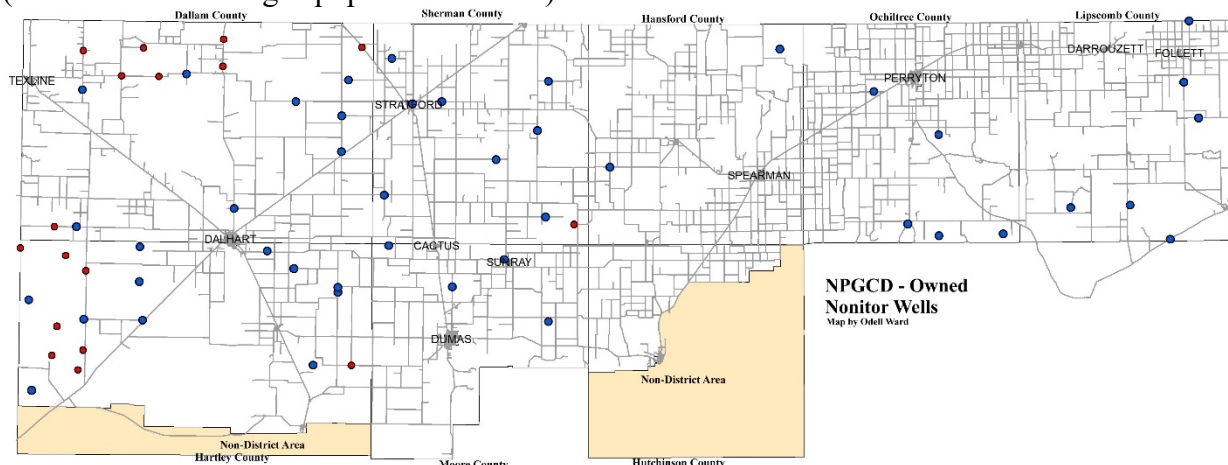 Dallam County
Sherman County
Hansford County
Ochiltree County
Lipscomb County
TEXLINE
STRATFORD
PERRYTON
DARROUZETT
FOLLETT
SPEARMAN
DALHART
CACTUS
SUNRAY
DUMAS
NPGCD - Owned
Nonitor Wells
Map by Odell Ward
Non-District Area
Non-District Area
Hartley County
Moore County
Hutchinson County